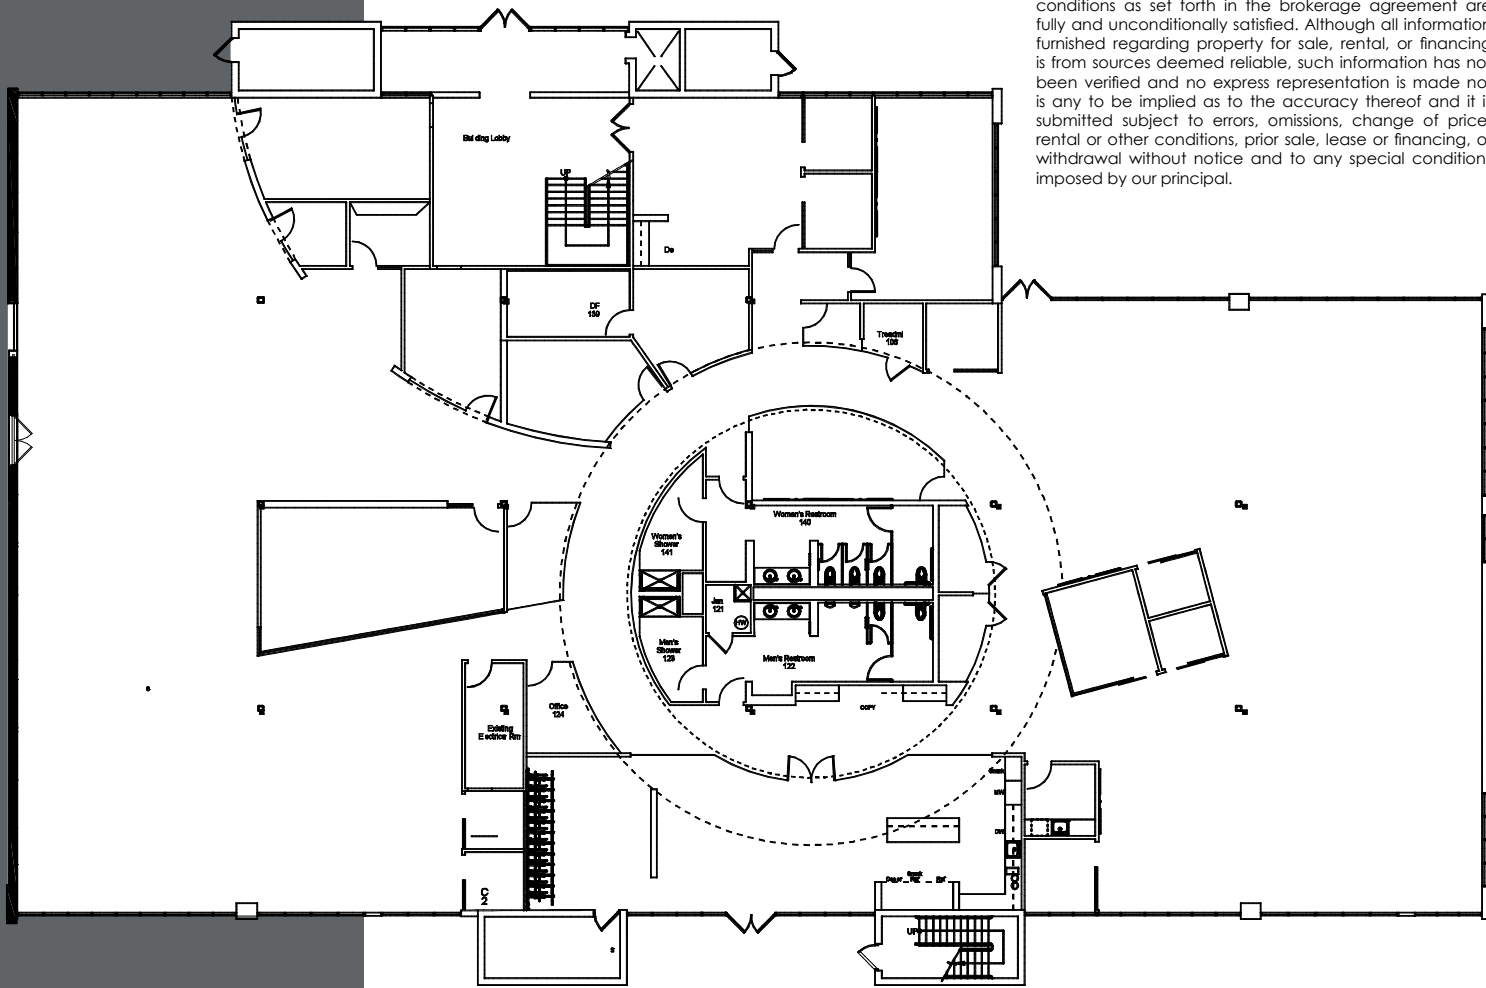 conditions as set forth in the brokerage agreement are
fully and unconditionally satisfied. Although all information
furnished regarding property for sale, rental, or financing
is from sources deemed reliable, such information has no
been verified and no express representation is made no
is any to be implied as to the accuracy thereof and it i
submitted subject to errors, omissions, change of price
rental or other conditions, prior sale, lease or financing, o
withdrawal without notice and to any special condition
imposed by our principal.
Building Lobby
UP
De
DF
139
Treadmi
106
Women's Restroom
140
Women's
Shower
141
Jan
121
HW
Men's
Shower
123
Men's Restroom
122
COPY
Office
124
Existing
Electrical Rm
MW
DW
Ref
C
2
UP